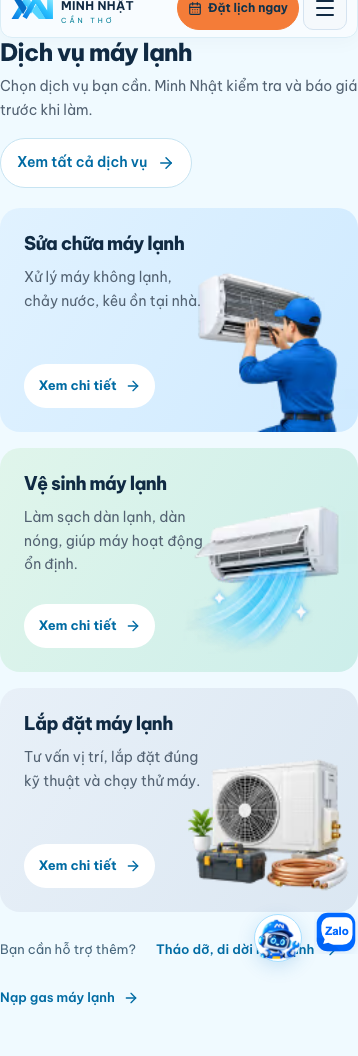 MINH NHẬT
CẦN THƠ
Đặt lịch ngay
Dịch vụ máy lạnh
Chọn dịch vụ bạn cần. Minh Nhật kiểm tra và báo giá
trước khi làm.
Xem tất cả dịch vụ
Sửa chữa máy lạnh
Xử lý máy không lạnh,
chảy nước, kêu ồn tại nhà.
Xem chi tiết
Vệ sinh máy lạnh
Làm sạch dàn lạnh, dàn
nóng, giúp máy hoạt động
ổn định.
Xem chi tiết
Lắp đặt máy lạnh
Tư vấn vị trí, lắp đặt đúng
kỹ thuật và chạy thử máy.
Xem chi tiết
Bạn cần hỗ trợ thêm? Tháo dỡ, di dời
Zalo
Nạp gas máy lạnh